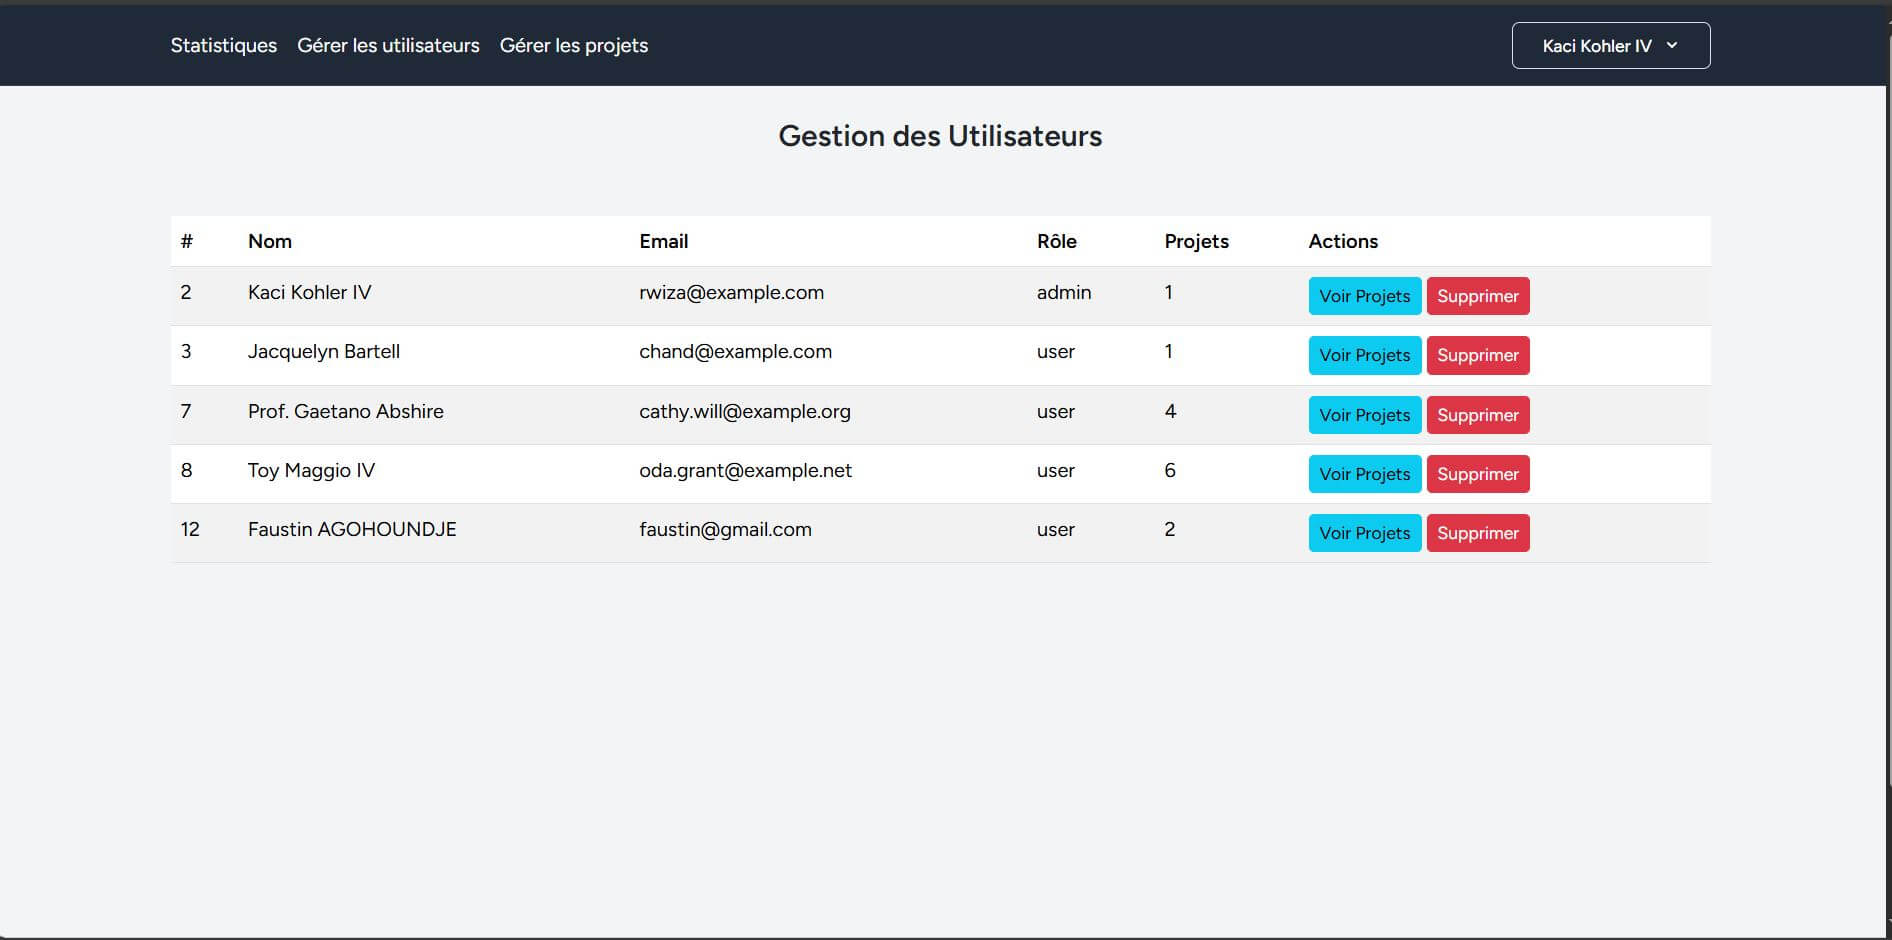 Statistiques Gérer les utilisateurs Gérer les projets Kaci Kohler IV
Gestion des Utilisateurs
# Nom Email Rôle Projets Actions
2 Kaci Kohler IV rwiza@example.com admin 1 Voir Projets Supprimer
3 Jacquelyn Bartell chand@example.com user 1 Voir Projets Supprimer
7 Prof. Gaetano Abshire cathy.will@example.org user 4 Voir Projets Supprimer
8 Toy Maggio IV oda.grant@example.net user 6 Voir Projets Supprimer
12 Faustin AGOHOUNDJE faustin@gmail.com user 2 Voir Projets Supprimer